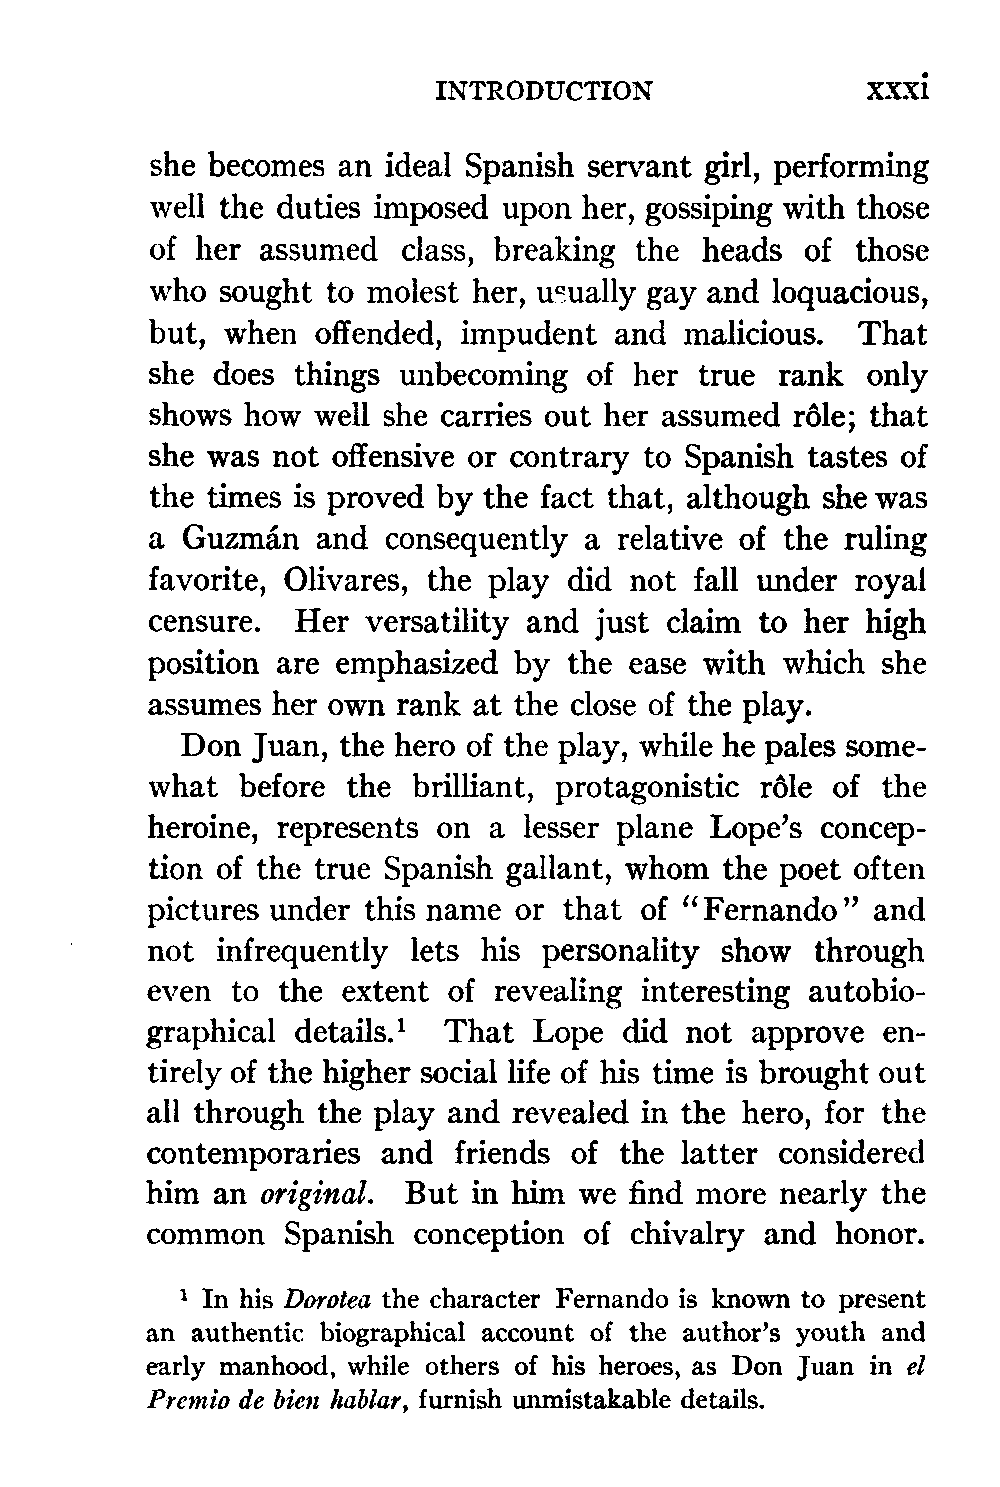 INTRODUCTION xxxi
she becomes an ideal Spanish servant girl, performing
well the duties imposed upon her, gossiping with those
of her assumed class, breaking the heads of those
who sought to molest her, usually gay and loquacious,
but, when offended, impudent and malicious. That
she does things unbecoming of her true rank only
shows how well she carries out her assumed rôle; that
she was not offensive or contrary to Spanish tastes of
the times is proved by the fact that, although she was
a Guzmán and consequently a relative of the ruling
favorite, Olivares, the play did not fall under royal
censure. Her versatility and just claim to her high
position are emphasized by the ease with which she
assumes her own rank at the close of the play.
Don Juan, the hero of the play, while he pales some-
what before the brilliant, protagonistic rôle of the
heroine, represents on a lesser plane Lope's concep-
tion of the true Spanish gallant, whom the poet often
pictures under this name or that of "Fernando" and
not infrequently lets his personality show through
even to the extent of revealing interesting autobio-
graphical details.¹ That Lope did not approve en-
tirely of the higher social life of his time is brought out
all through the play and revealed in the hero, for the
contemporaries and friends of the latter considered
him an original. But in him we find more nearly the
common Spanish conception of chivalry and honor.
¹ In his Dorotea the character Fernando is known to present
an authentic biographical account of the author's youth and
early manhood, while others of his heroes, as Don Juan in el
Premio de bien hablar, furnish unmistakable details.